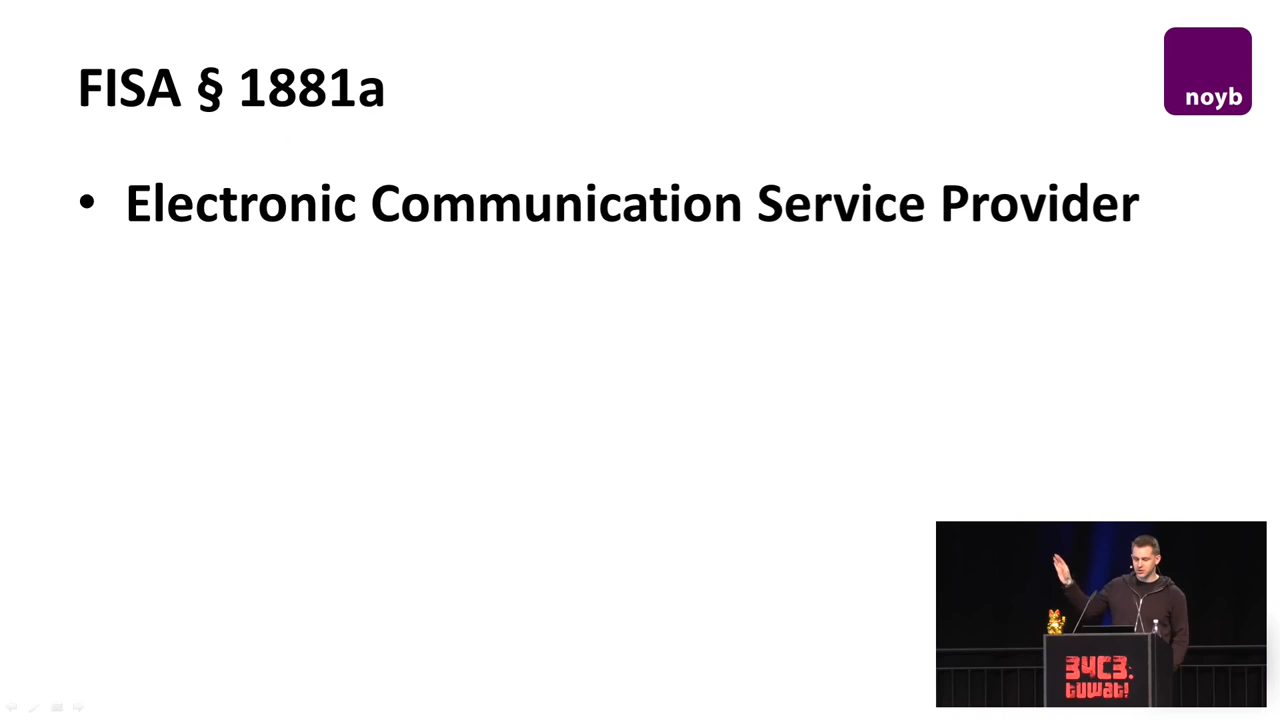 FISA § 1881a
noyb
• Electronic Communication Service Provider
34C3.
tuwat!